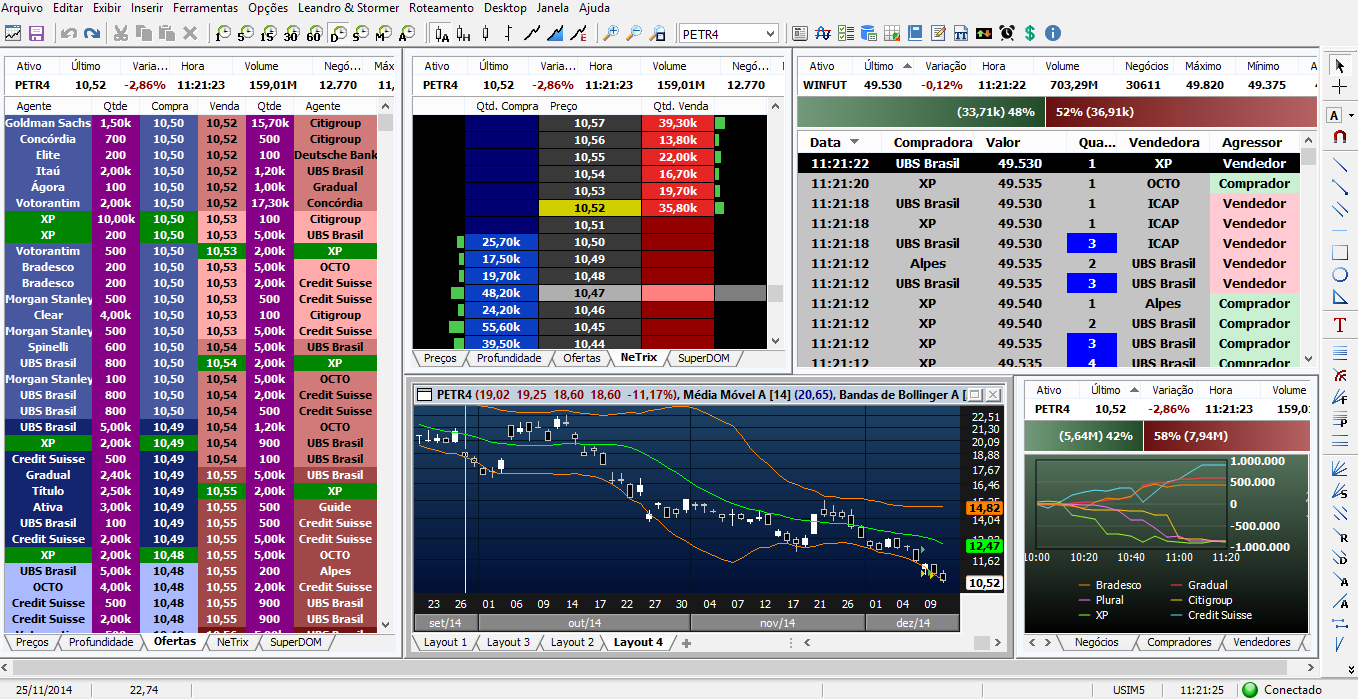 Arquivo Editar Exibir Inserir Ferramentas Opções Leandro & Stormer Roteamento Desktop Janela Ajuda
1 5 15 30 60 D S M A A H A E PETR4 $ i
Ativo Último Varia... Hora Volume Negó... Máx
PETR4 10,52 -2,86% 11:21:23 159,01M 12.770 11,
Agente Qtde Compra Venda Qtde Agente
Goldman Sachs 1,50k 10,50 10,52 15,70k Citigroup
Concórdia 700 10,50 10,52 500 Citigroup
Elite 200 10,50 10,52 100 Deutsche Bank
Itaú 2,00k 10,50 10,52 1,20k UBS Brasil
Ágora 100 10,50 10,52 1,00k Gradual
Votorantim 2,00k 10,50 10,52 17,30k Concórdia
XP 10,00k 10,50 10,53 100 Citigroup
XP 200 10,50 10,53 5,00k UBS Brasil
Votorantim 500 10,50 10,53 2,00k XP
Bradesco 200 10,50 10,53 5,00k OCTO
Bradesco 200 10,50 10,53 2,00k Credit Suisse
Morgan Stanley 500 10,50 10,53 500 Credit Suisse
Clear 4,00k 10,50 10,53 100 Citigroup
Morgan Stanley 500 10,50 10,53 5,00k Credit Suisse
Spinelli 600 10,50 10,54 5,00k UBS Brasil
UBS Brasil 800 10,50 10,54 2,00k XP
Morgan Stanley 100 10,50 10,54 5,00k OCTO
UBS Brasil 800 10,50 10,54 2,00k Credit Suisse
UBS Brasil 800 10,50 10,54 500 Credit Suisse
UBS Brasil 5,00k 10,49 10,54 1,20k OCTO
XP 2,00k 10,49 10,54 900 UBS Brasil
Credit Suisse 500 10,49 10,54 100 UBS Brasil
Gradual 2,40k 10,49 10,55 5,00k UBS Brasil
Título 2,50k 10,49 10,55 2,00k XP
Ativa 3,00k 10,49 10,55 500 Guide
UBS Brasil 100 10,49 10,55 500 Credit Suisse
Credit Suisse 2,00k 10,49 10,55 500 Credit Suisse
XP 2,00k 10,48 10,55 5,00k OCTO
UBS Brasil 5,00k 10,48 10,55 200 Alpes
OCTO 4,00k 10,48 10,55 2,00k Credit Suisse
Credit Suisse 500 10,48 10,55 900 UBS Brasil
Credit Suisse 2,00k 10,48 10,55 900 UBS Brasil
Preços Profundidade Ofertas NeTrix SuperDOM
Ativo Último Varia... Hora Volume Negó...
PETR4 10,52 -2,86% 11:21:23 159,01M 12.770
Qtd. Compra Preço Qtd. Venda
10,57 39,30k
10,56 13,80k
10,55 22,00k
10,54 16,70k
10,53 19,70k
10,52 35,80k
10,51
25,70k 10,50
17,50k 10,49
19,70k 10,48
48,20k 10,47
24,20k 10,46
55,60k 10,45
39,50k 10,44
Preços Profundidade Ofertas NeTrix SuperDOM
Ativo Último Variação Hora Volume Negócios Máximo Mínimo A
WINFUT 49.530 -0,12% 11:21:22 703,29M 30611 49.820 49.375
(33,71k) 48% 52% (36,91k)
Data Compradora Valor Qua... Vendedora Agressor
11:21:22 UBS Brasil 49.530 1 XP Vendedor
11:21:20 XP 49.535 1 OCTO Comprador
11:21:18 UBS Brasil 49.530 1 ICAP Vendedor
11:21:18 XP 49.530 1 ICAP Vendedor
11:21:18 UBS Brasil 49.530 3 ICAP Vendedor
11:21:12 Alpes 49.535 2 UBS Brasil Vendedor
11:21:12 UBS Brasil 49.535 3 UBS Brasil Vendedor
11:21:12 XP 49.540 1 Alpes Comprador
11:21:12 XP 49.540 2 UBS Brasil Comprador
11:21:12 XP 49.535 3 UBS Brasil Comprador
11:21:12 XP 49.535 4 UBS Brasil Comprador
PETR4 (19,02 19,25 18,60 18,60 -11,17%), Média Móvel A [14] (20,65), Bandas de Bollinger A [
22,51
21,30
20,09
18,88
17,67
16,46
14,82
14,04
12,47
11,62
10,52
23 26 01 06 09 14 17 22 27 30 04 07 12 17 21 26 01 04 09
set/14 out/14 nov/14 dez/14
Layout 1 Layout 3 Layout 2 Layout 4
Ativo Último Variação Hora Volume
PETR4 10,52 -2,86% 11:21:23 159,0
(5,64M) 42% 58% (7,94M)
1.000.000
500.000
0
-500.000
-1.000.000
10:00 10:20 10:40 11:00 11:20
Bradesco Gradual
Plural Citigroup
XP Credit Suisse
Negócios Compradores Vendedores
A
T
F
P
S
R
D
A
A
25/11/2014 22,74 USIM5 11:21:25 Conectado